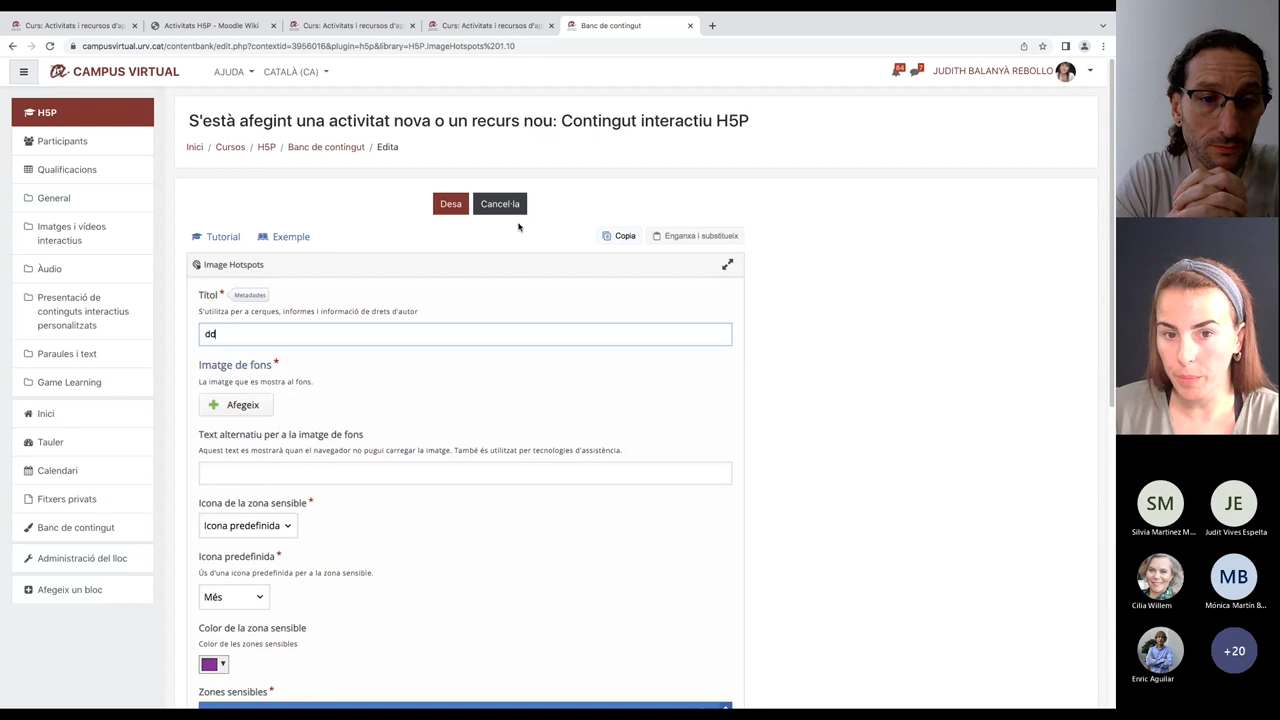 Curs: Activitats i recursos d'ap
Activitats H5P - Moodle Wiki
Curs: Activitats i recursos d'a
Curs: Activitats i recursos d'a
Banc de contingut
campusvirtual.urv.cat/contentbank/edit.php?contextid=3956016&plugin=h5p&library=H5P.ImageHotspots%201.10
CAMPUS VIRTUAL
AJUDA
CATALÀ (CA)
84
7
JUDITH BALANYÀ REBOLLO
H5P
Participants
Qualificacions
General
Imatges i vídeos
interactius
Àudio
Presentació de
continguts interactius
personalitzats
Paraules i text
Game Learning
Inici
Tauler
Calendari
Fitxers privats
Banc de contingut
Administració del lloc
Afegeix un bloc
S'està afegint una activitat nova o un recurs nou: Contingut interactiu H5P
Inici / Cursos / H5P / Banc de contingut / Edita
Desa
Cancel·la
Tutorial
Exemple
Copia
Enganxa i substitueix
Image Hotspots
Títol *
Metadades
S'utilitza per a cerques, informes i informació de drets d'autor
dd
Imatge de fons *
La imatge que es mostra al fons.
Afegeix
Text alternatiu per a la imatge de fons
Aquest text es mostrarà quan el navegador no pugui carregar la imatge. També és utilitzat per tecnologies d'assistència.
Icona de la zona sensible *
Icona predefinida
Icona predefinida *
Ús d'una icona predefinida per a la zona sensible.
Més
Color de la zona sensible
Color de les zones sensibles
Zones sensibles *
SM
Silvia Martínez M...
JE
Judit Vives Espelta
Cilia Willem
MB
Mónica Martín B...
Enric Aguilar
+20